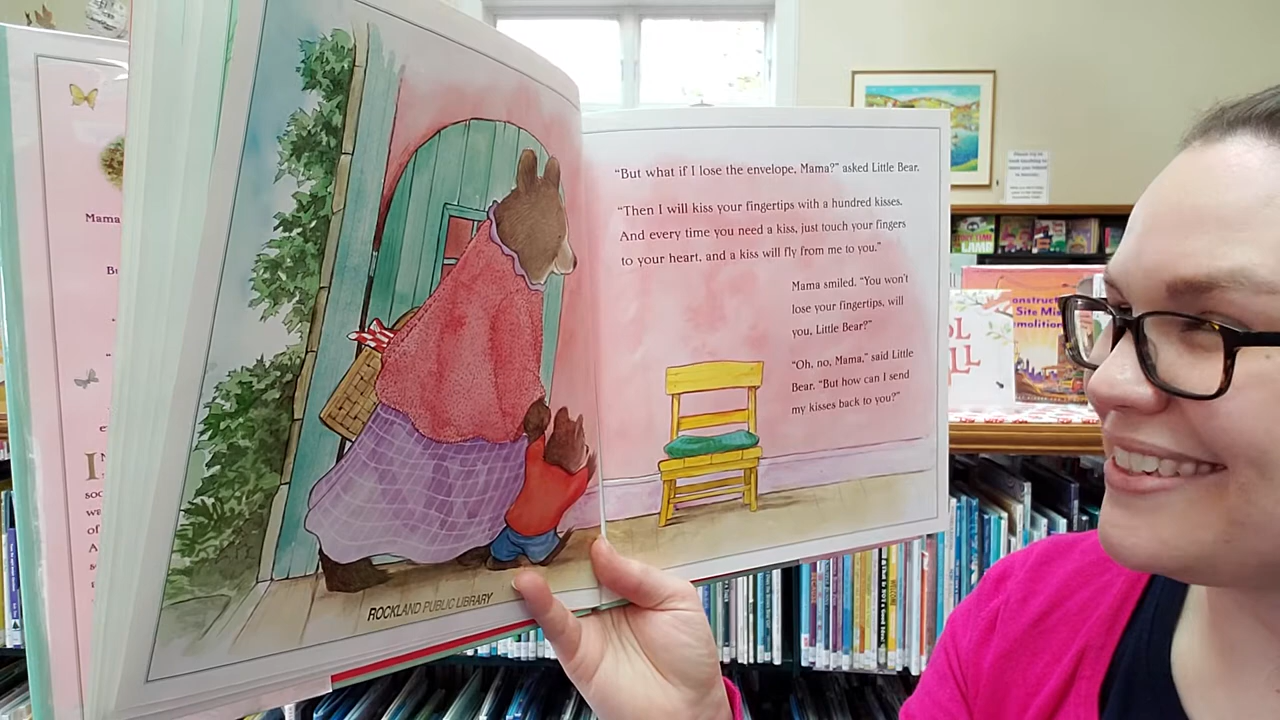 Mama
"But what if I lose the envelope, Mama?" asked Little Bear.
"Then I will kiss your fingertips with a hundred kisses.
And every time you need a kiss, just touch your fingers
to your heart, and a kiss will fly from me to you."
Mama smiled. "You won't
lose your fingertips, will
you, Little Bear?"
"Oh, no, Mama," said Little
Bear. "But how can I send
my kisses back to you?"
ROCKLAND PUBLIC LIBRARY